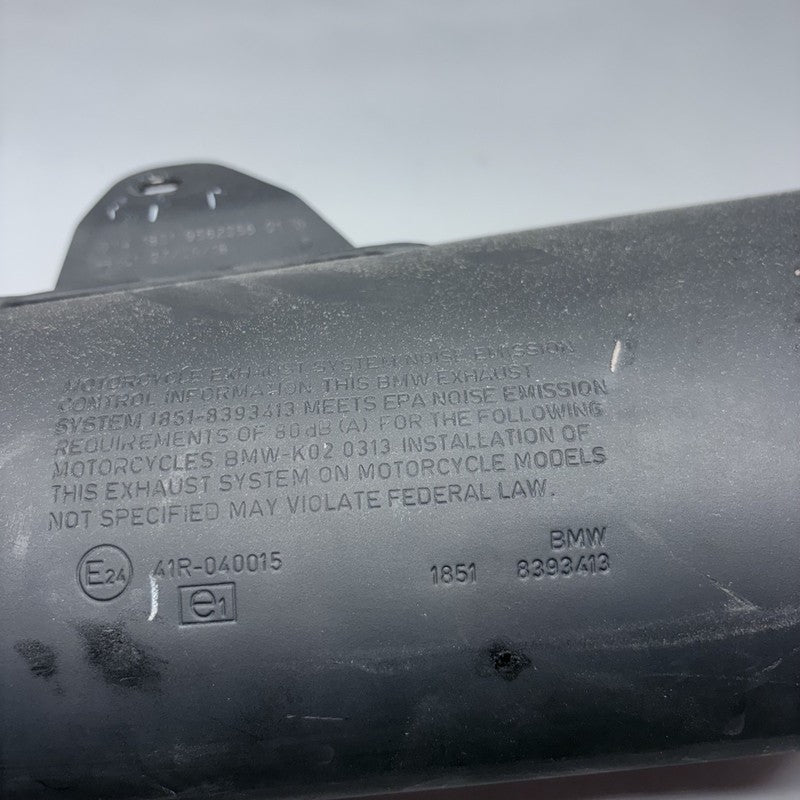 MOTORCYCLE EXHAUST SYSTEM NOISE EMISSION
CONTROL INFORMATION THIS BMW EXHAUST
SYSTEM 1851-8393413 MEETS EPA NOISE EMISSION
REQUIREMENTS OF 80dB (A) FOR THE FOLLOWING
MOTORCYCLES BMW-K02 0313 INSTALLATION OF
THIS EXHAUST SYSTEM ON MOTORCYCLE MODELS
NOT SPECIFIED MAY VIOLATE FEDERAL LAW.
E24 41R-040015
e1
BMW
1851 8393413